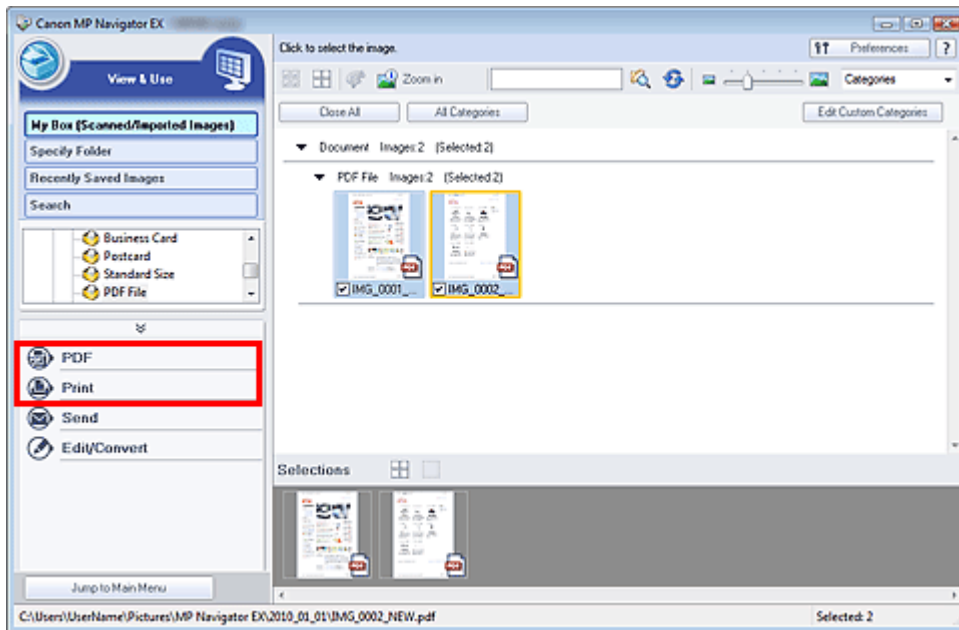 Canon MP Navigator EX
View & Use
Click to select the image.
Preferences
?
Zoom in
Categories
Close All
All Categories
Edit Custom Categories
My Box (Scanned/Imported Images)
Specify Folder
Recently Saved Images
Search
Business Card
Postcard
Standard Size
PDF File
Document Images:2 (Selected:2)
PDF File Images:2 (Selected:2)
IMG_0001_...
IMG_0002_...
PDF
Print
Send
Edit/Convert
Selections
Jump to Main Menu
C:\Users\UserName\Pictures\MP Navigator EX\2010_01_01\IMG_0002_NEW.pdf
Selected: 2